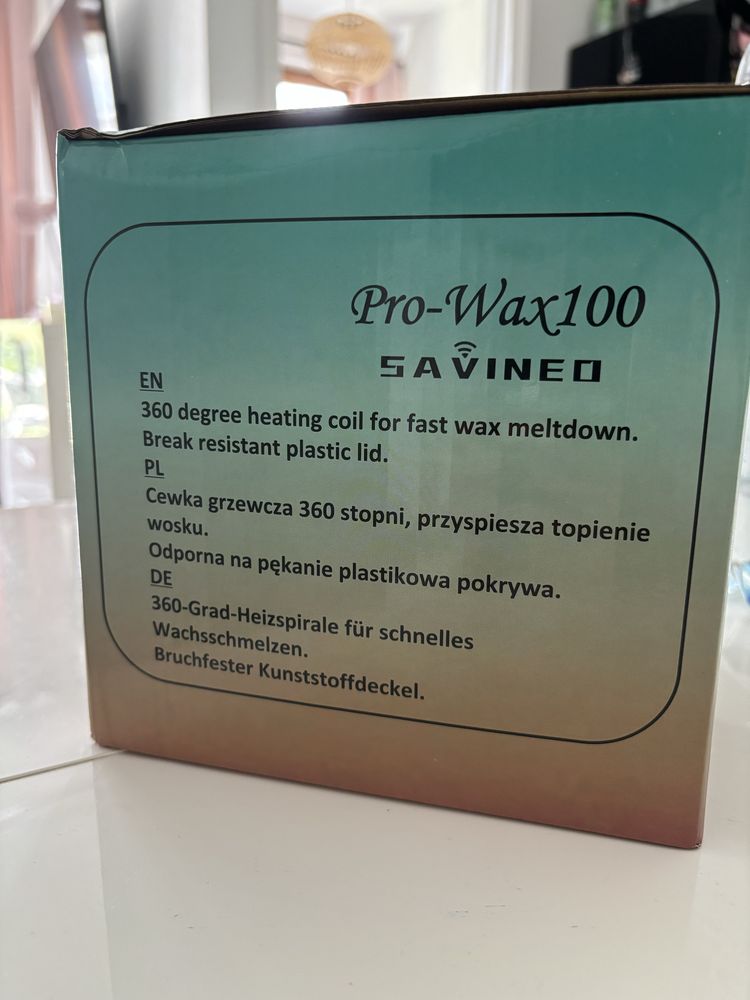 Pro-Wax100
SAVINEO
EN
360 degree heating coil for fast wax meltdown.
Break resistant plastic lid.
PL
Cewka grzewcza 360 stopni, przyspiesza topienie
wosku.
Odporna na pękanie plastikowa pokrywa.
DE
360-Grad-Heizspirale für schnelles
Wachsschmelzen.
Bruchfester Kunststoffdeckel.